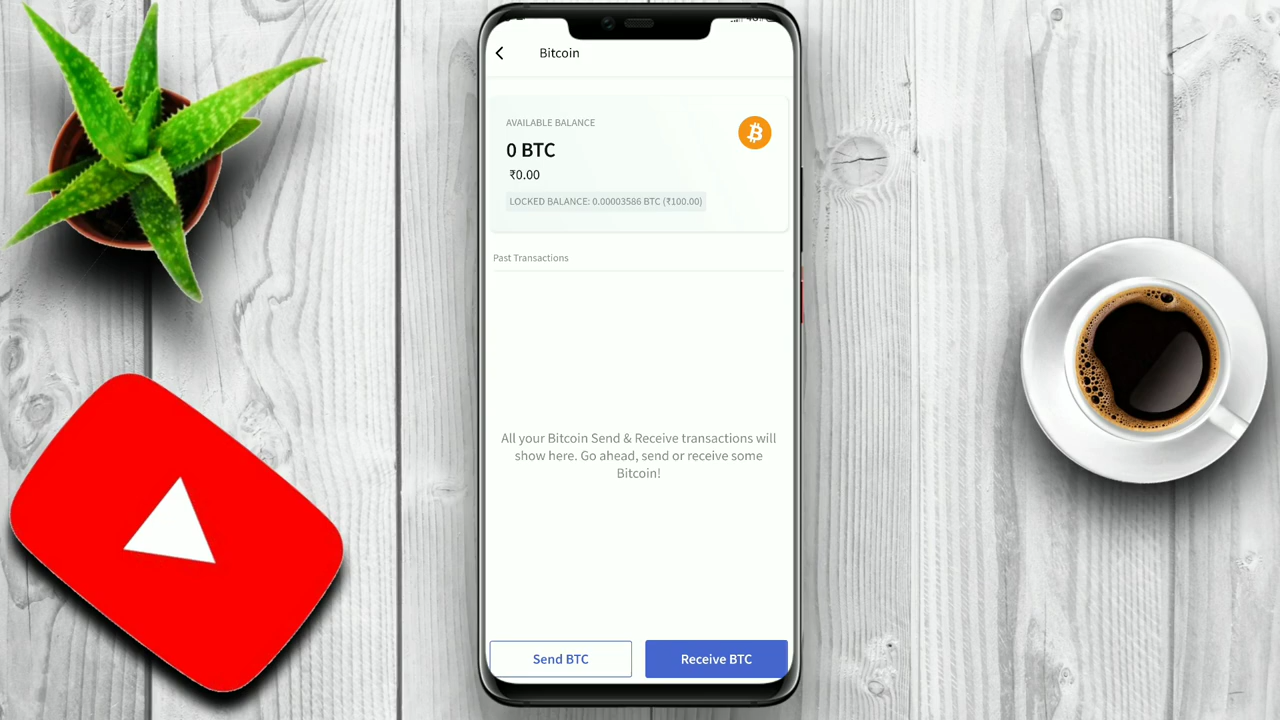 Bitcoin
AVAILABLE BALANCE
0 BTC
₹0.00
LOCKED BALANCE: 0.00003586 BTC (₹100.00)
Past Transactions
All your Bitcoin Send & Receive transactions will
show here. Go ahead, send or receive some
Bitcoin!
Send BTC
Receive BTC